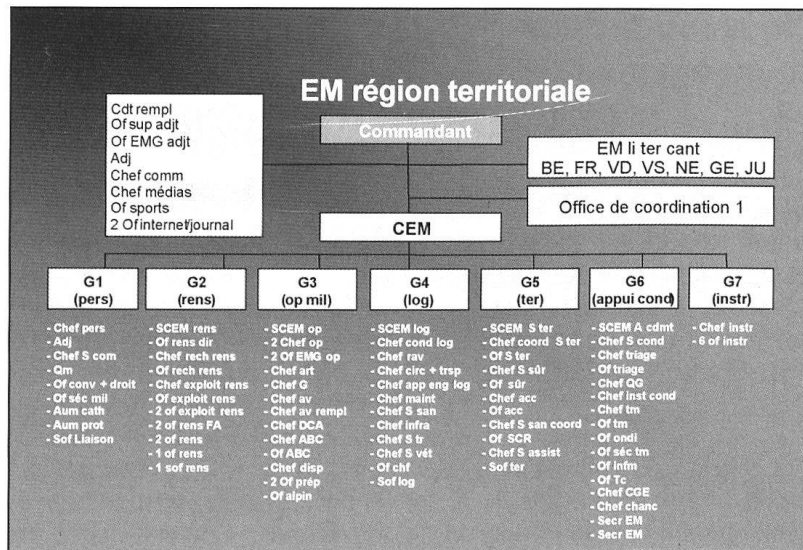 EM région territoriale
Cdt rempl
Of sup adjt
Of EMG adjt
Adj
Chef comm
Chef médias
Of sports
2 Of internet/journal
Commandant
EM li ter cant
BE, FR, VD, VS, NE, GE, JU
Office de coordination 1
CEM
G1
(pers)
- Chef pers
- Adj
- Chef S com
- Qm
- Of conv + droit
- Of séc mil
- Aum cath
- Aum prot
- Sof Liaison
G2
(rens)
- SCEM rens
- Of rens dir
- Chef rech rens
- Of rech rens
- Chef exploit rens
- Of exploit rens
- 2 of exploit rens
- 2 of rens FA
- 2 of rens
- 1 of rens
- 1 sof rens
G3
(op mil)
- SCEM op
- 2 Chef op
- 2 Of EMG op
- Chef art
- Chef G
- Chef av
- Chef av rempl
- Chef DCA
- Chef ABC
- Of ABC
- Chef disp
- 2 Of prép
- Of alpin
G4
(log)
- SCEM log
- Chef cond log
- Chef rav
- Chef circ + trsp
- Chef app eng log
- Chef maint
- Chef S san
- Chef infra
- Chef S tr
- Chef S vét
- Of chf
- Sof log
G5
(ter)
- SCEM S ter
- Chef coord S ter
- Of S ter
- Chef S sûr
- Of sûr
- Chef acc
- Of acc
- Chef S san coord
- Of SCR
- Chef S assist
- Sof ter
G6
(appui cond)
- SCEM A cdmt
- Chef S cond
- Chef triage
- Of triage
- Chef QG
- Chef inst cond
- Chef tm
- Of tm
- Of ondi
- Of séc tm
- Of infm
- Of Tc
- Chef CGE
- Chef chanc
- Secr EM
- Secr EM
G7
(instr)
- Chef instr
- 6 of instr